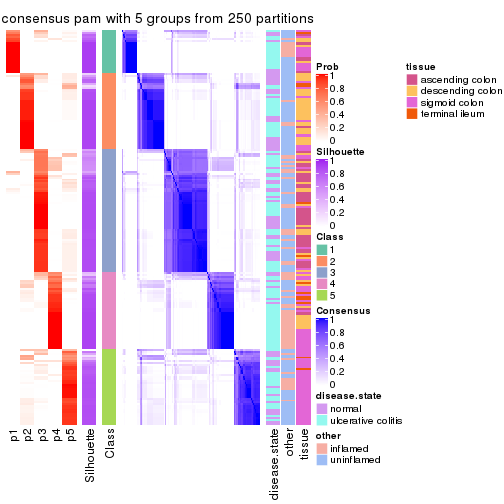 consensus pam with 5 groups from 250 partitions
Prob
1
0.8
0.6
0.4
0.2
0
Silhouette
1
0.8
0.6
0.4
0.2
0
Class
1
2
3
4
5
Consensus
1
0.8
0.6
0.4
0.2
0
disease.state
normal
ulcerative colitis
other
inflamed
uninflamed
tissue
ascending colon
descending colon
sigmoid colon
terminal ileum
p1
p2
p3
p4
p5
Silhouette
Class
disease.state
other
tissue